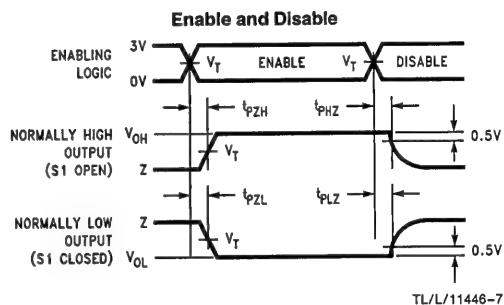 Enable and Disable
ENABLING
LOGIC
3V
0V
VT
ENABLE
VT
DISABLE
tPZH
tPHZ
NORMALLY HIGH
OUTPUT
(S1 OPEN)
VOH
Z
VT
0.5V
tPZL
tPLZ
NORMALLY LOW
OUTPUT
(S1 CLOSED)
Z
VOL
VT
0.5V
TL/L/11446-7